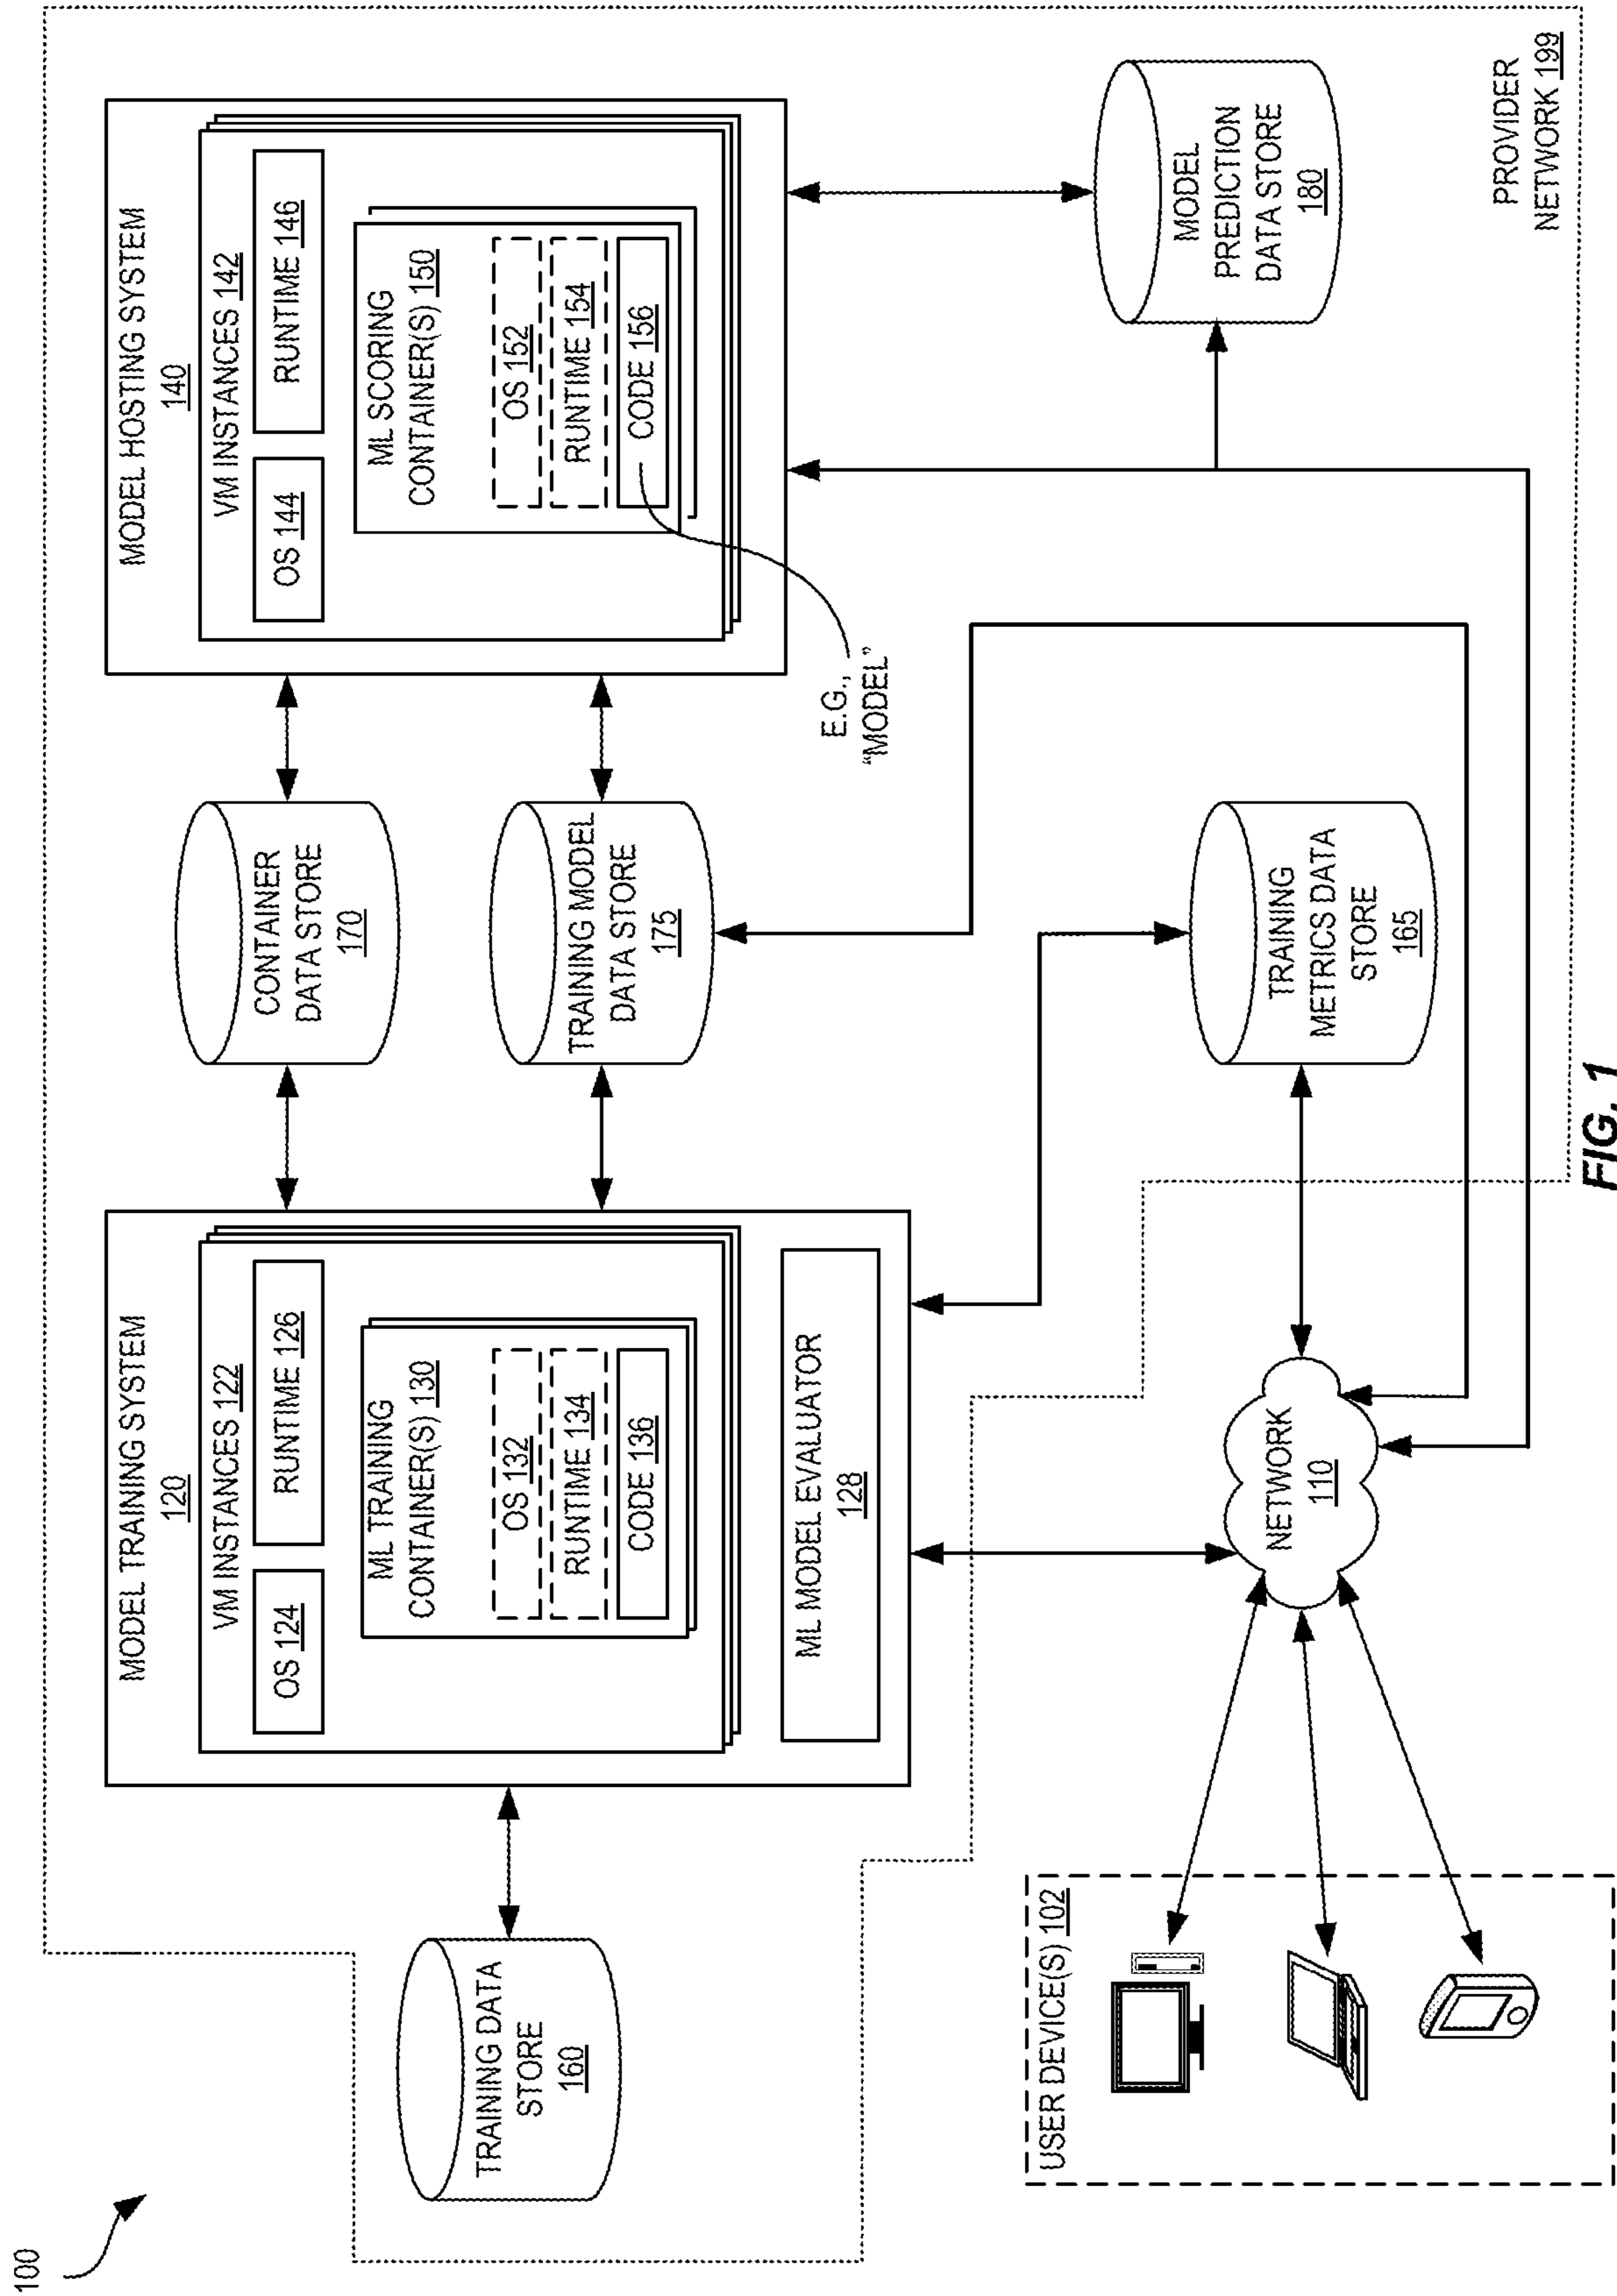 100
MODEL TRAINING SYSTEM
120
VM INSTANCES 122
OS 124
RUNTIME 126
ML TRAINING
CONTAINER(S) 130
OS 132
RUNTIME 134
CODE 136
ML MODEL EVALUATOR
128
TRAINING DATA
STORE
160
CONTAINER
DATA STORE
170
TRAINING MODEL
DATA STORE
175
MODEL HOSTING SYSTEM
140
VM INSTANCES 142
OS 144
RUNTIME 146
ML SCORING
CONTAINER(S) 150
OS 152
RUNTIME 154
CODE 156
E.G.,
“MODEL”
USER DEVICE(S) 102
NETWORK
110
TRAINING
METRICS DATA
STORE
165
MODEL
PREDICTION
DATA STORE
180
PROVIDER
NETWORK 199
FIG. 1